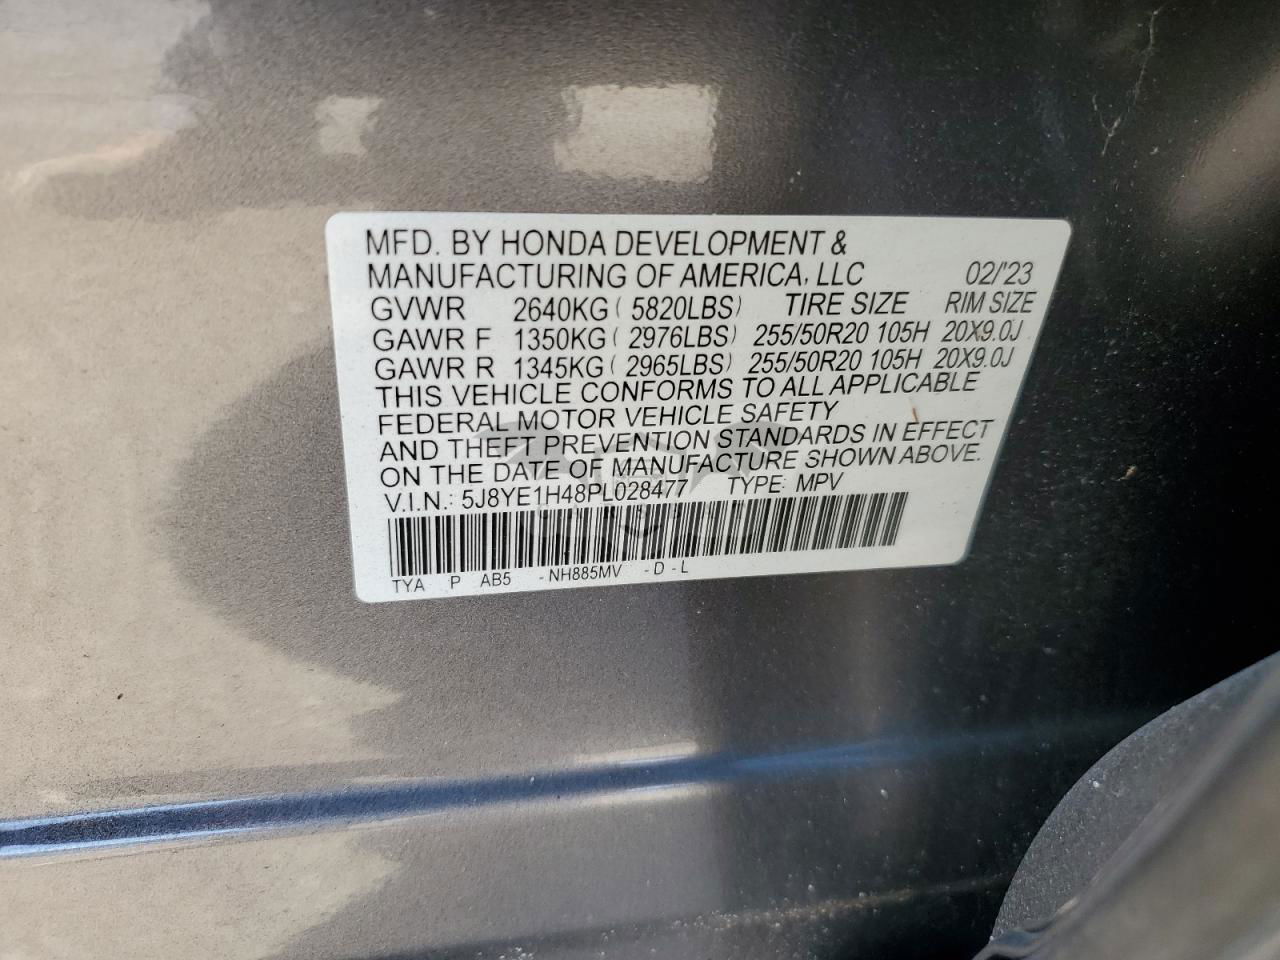 MFD. BY HONDA DEVELOPMENT &
MANUFACTURING OF AMERICA, LLC 02/'23
GVWR 2640KG ( 5820LBS) TIRE SIZE RIM SIZE
GAWR F 1350KG ( 2976LBS) 255/50R20 105H 20X9.0J
GAWR R 1345KG ( 2965LBS) 255/50R20 105H 20X9.0J
THIS VEHICLE CONFORMS TO ALL APPLICABLE
FEDERAL MOTOR VEHICLE SAFETY
AND THEFT PREVENTION STANDARDS IN EFFECT
ON THE DATE OF MANUFACTURE SHOWN ABOVE.
V.I.N.: 5J8YE1H48PL028477 TYPE: MPV
TYA P AB5 - NH885MV - D - L